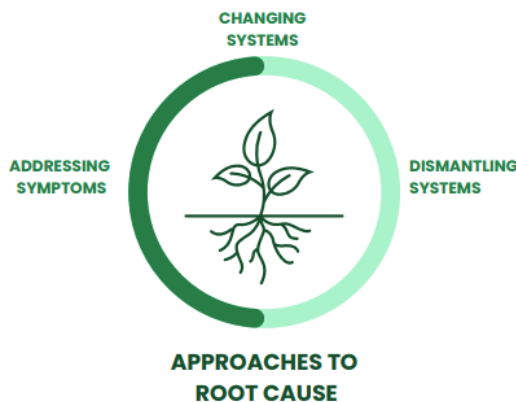 CHANGING
SYSTEMS
ADDRESSING
SYMPTOMS
DISMANTLING
SYSTEMS
APPROACHES TO
ROOT CAUSE